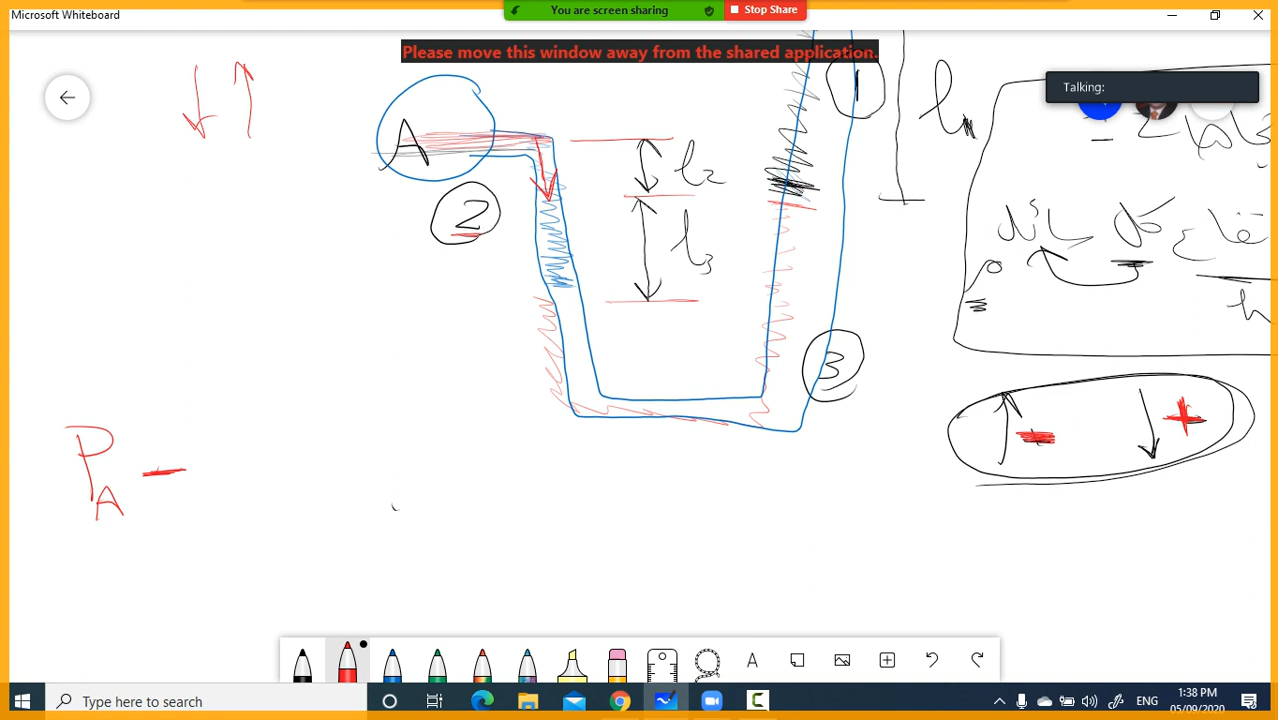 Microsoft Whiteboard
You are screen sharing
Stop Share
Please move this window away from the shared application.
Talking:
1
A
l2
2
l3
3
PA -
- +
A
Type here to search
ENG
1:38 PM
05/09/2020